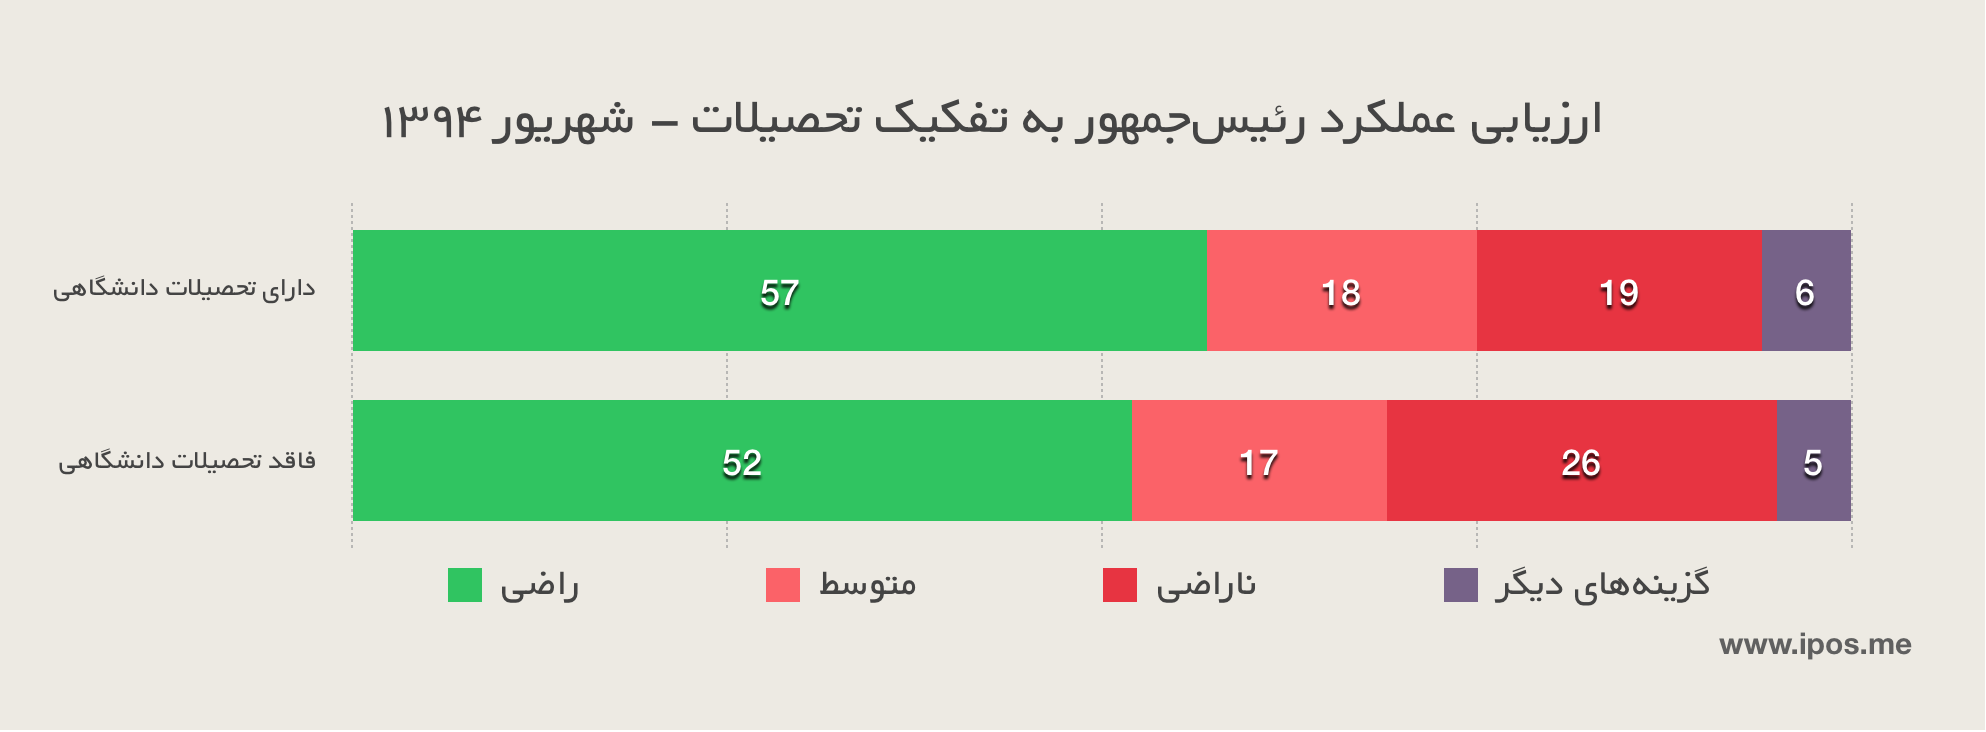 ارزیابی عملکرد رئیس‌جمهور به تفکیک تحصیلات – شهریور ۱۳۹۴
دارای تحصیلات دانشگاهی
57 18 19 6
فاقد تحصیلات دانشگاهی
52 17 26 5
راضی متوسط ناراضی گزینه‌های دیگر
www.ipos.me